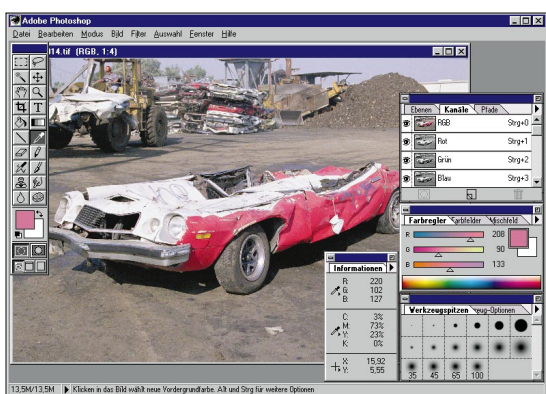 Adobe Photoshop
Datei Bearbeiten Modus Bild Filter Auswahl Fenster Hilfe
014.tif (RGB, 1:4)
T
Ebenen Kanäle Pfade
RGB Strg+0
Rot Strg+1
Grün Strg+2
Blau Strg+3
Farbregler Farbfelder Mischfeld
R 208
G 90
B 133
Informationen
R: 220
G: 102
B: 127
C: 3%
M: 73%
Y: 23%
K: 0%
X: 15,92
Y: 5,55
Werkzeugspitzen zeug-Optionen
35 45 65 100
13,5M/13,5M Klicken in das Bild wählt neue Vordergrundfarbe. Alt und Strg für weitere Optionen